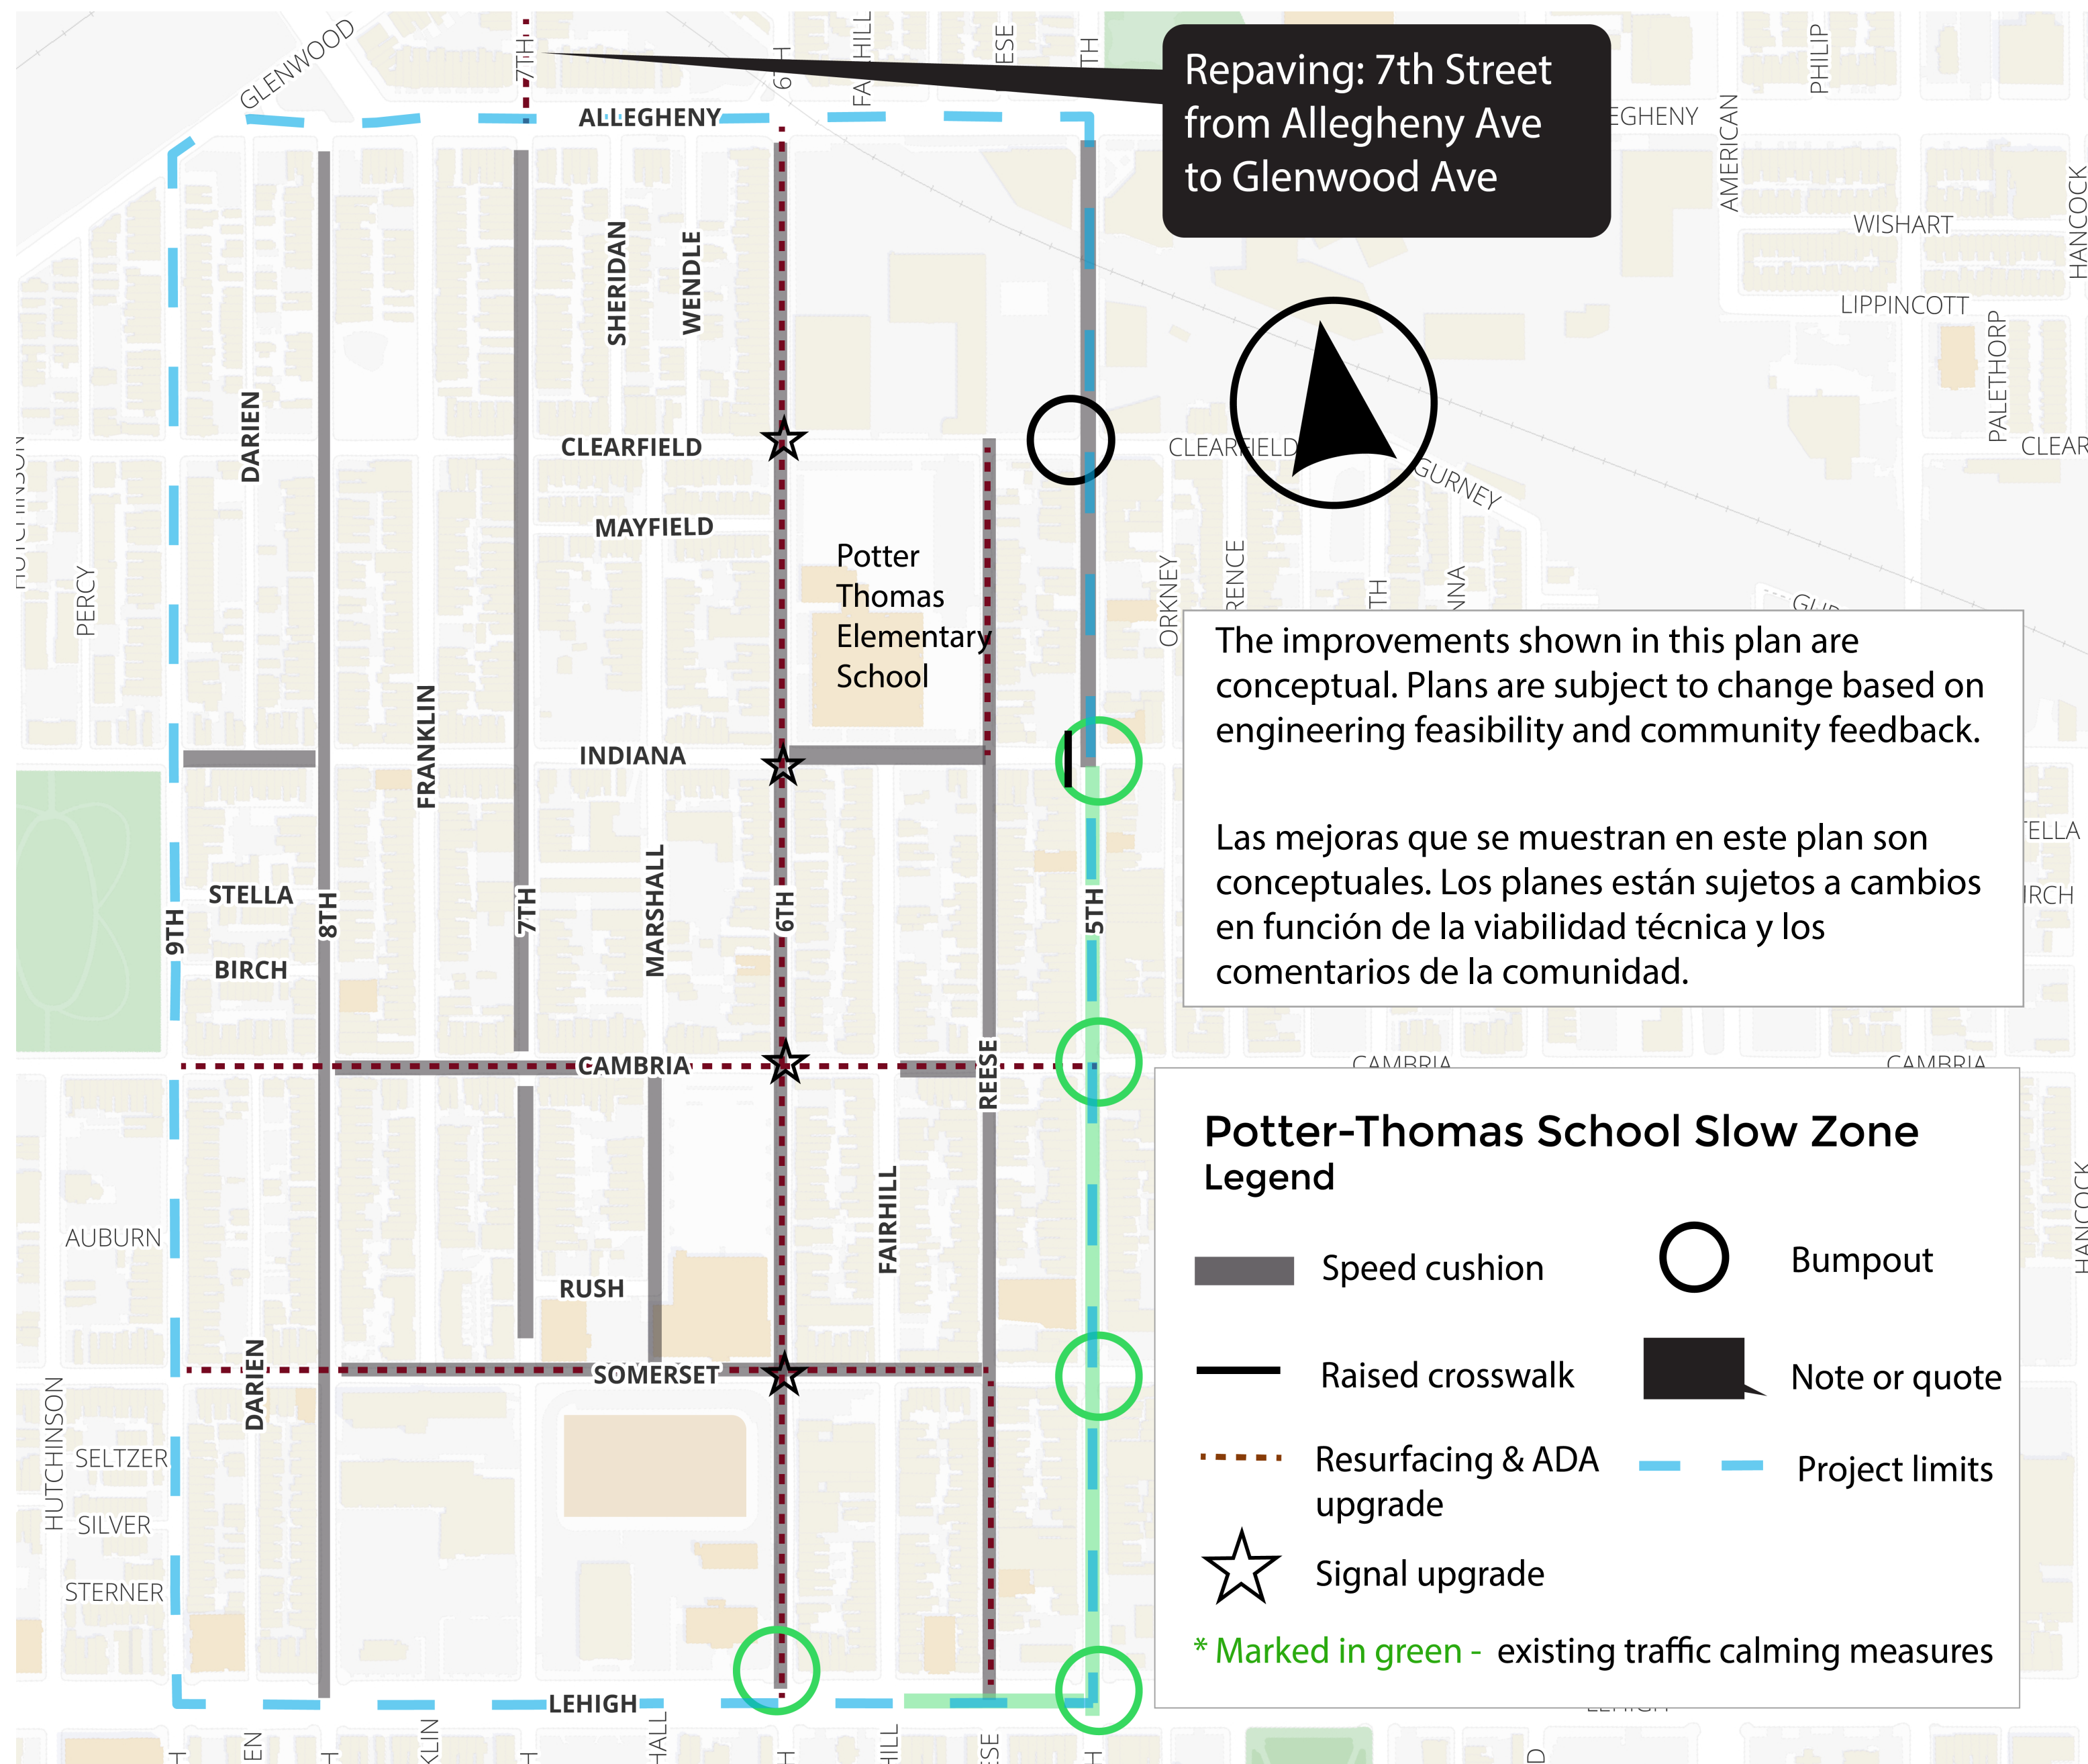 GLENWOOD
7TH
6TH
PHILIP
Repaving: 7th Street
from Allegheny Ave
to Glenwood Ave
ALLEGHENY
AMERICAN
HANCOCK
WISHART
LIPPINCOTT
PALETHORP
SHERIDAN
WENDLE
DARIEN
CLEARFIELD
CLEARFIELD
GURNEY
MAYFIELD
HUTCHINSON
PERCY
Potter
Thomas
Elementary
School
ORKNEY
FRANKLIN
INDIANA
The improvements shown in this plan are
conceptual. Plans are subject to change based on
engineering feasibility and community feedback.
Las mejoras que se muestran en este plan son
conceptuales. Los planes están sujetos a cambios
en función de la viabilidad técnica y los
comentarios de la comunidad.
STELLA
BIRCH
9TH
8TH
7TH
MARSHALL
6TH
5TH
CAMBRIA
REESE
CAMBRIA
CAMBRIA
Potter-Thomas School Slow Zone
Legend
Speed cushion
Bumpout
Raised crosswalk
Note or quote
Resurfacing & ADA
upgrade
Project limits
Signal upgrade
* Marked in green - existing traffic calming measures
HANCOCK
AUBURN
RUSH
FAIRHILL
SOMERSET
DARIEN
HUTCHINSON
SELTZER
SILVER
STERNER
LEHIGH